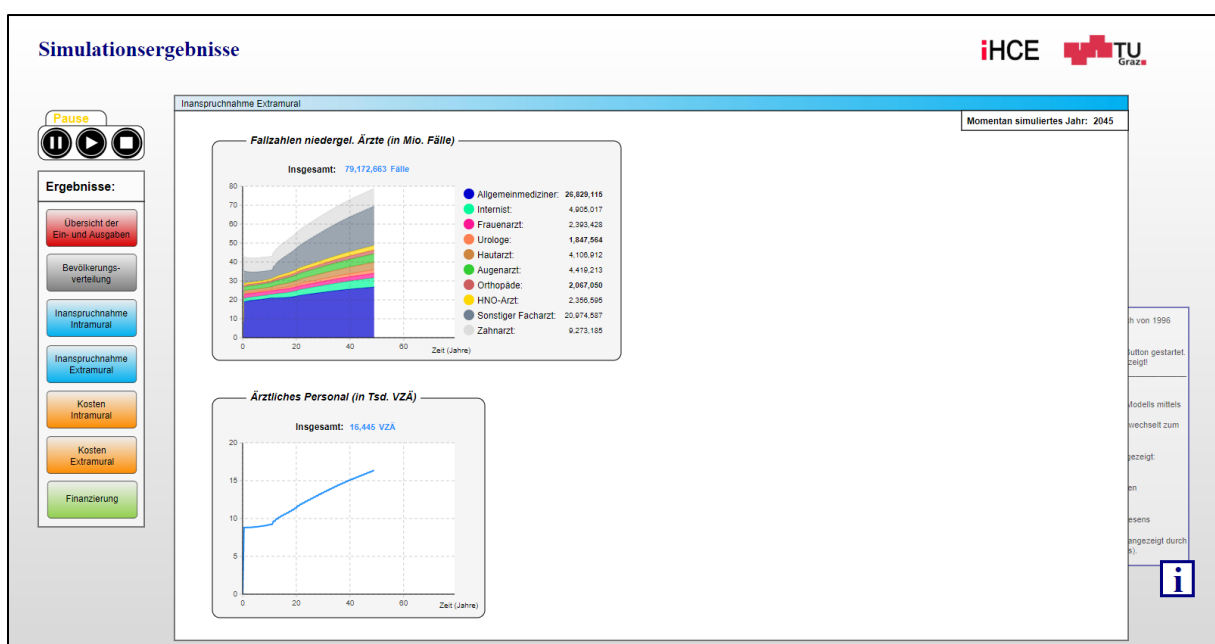 Simulationsergebnisse
iHCE
TU
Graz
Pause
Inanspruchnahme Extramural
Momentan simuliertes Jahr: 2045
Ergebnisse:
Übersicht der
Ein- und Ausgaben
Bevölkerungs-
verteilung
Inanspruchnahme
Intramural
Inanspruchnahme
Extramural
Kosten
Intramural
Kosten
Extramural
Finanzierung
Fallzahlen niedergel. Ärzte (in Mio. Fälle)
Insgesamt: 79,172,663 Fälle
80
70
60
50
40
30
20
10
0
0 20 40 60 Zeit (Jahre)
Allgemeinmediziner: 26,829,115
Internist: 4,905,017
Frauenarzt: 2,393,428
Urologe: 1,847,564
Hautarzt: 4,106,912
Augenarzt: 4,419,213
Orthopäde: 2,067,050
HNO-Arzt: 2,356,595
Sonstiger Facharzt: 20,974,587
Zahnarzt: 9,273,185
Ärztliches Personal (in Tsd. VZÄ)
Insgesamt: 16,445 VZÄ
20
15
10
5
0
0 20 40 60 Zeit (Jahre)
von 1996
gestartet.
Modells mittels
wechselt zum
angezeigt durch
i